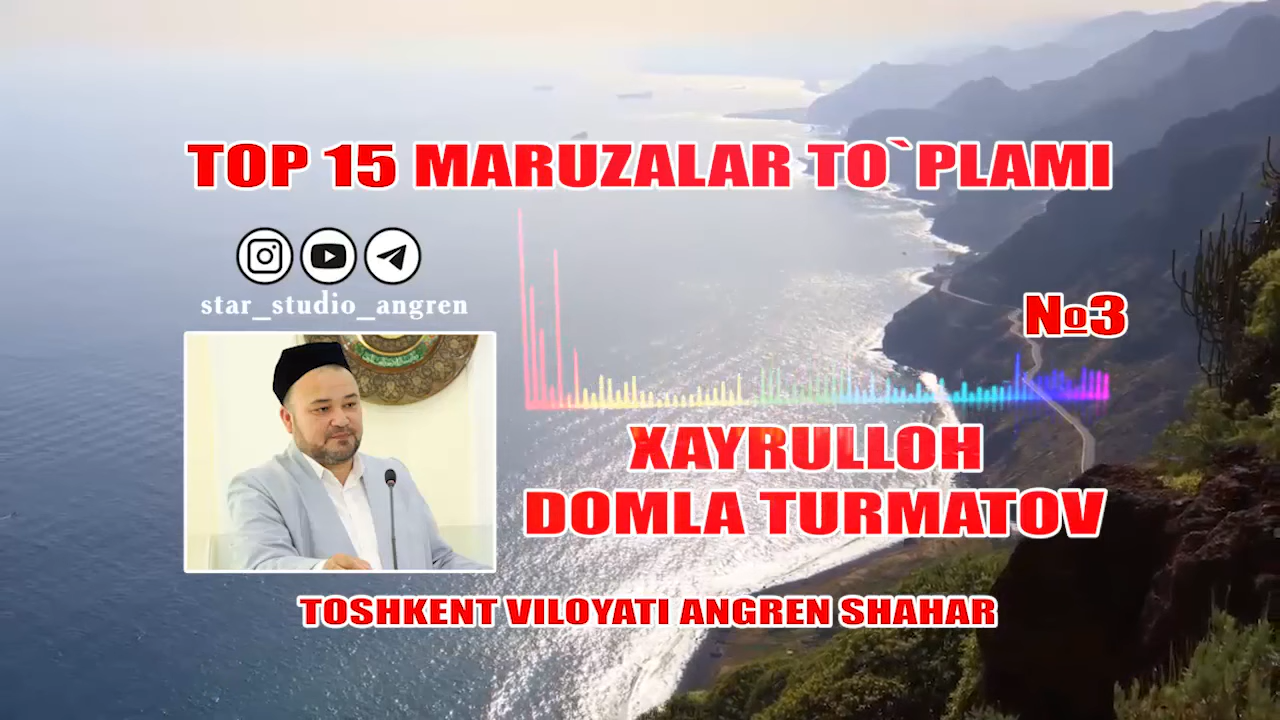 TOP 15 MARUZALAR TO`PLAMI
star_studio_angren
№3
XAYRULLOH
DOMLA TURMATOV
TOSHKENT VILOYATI ANGREN SHAHAR